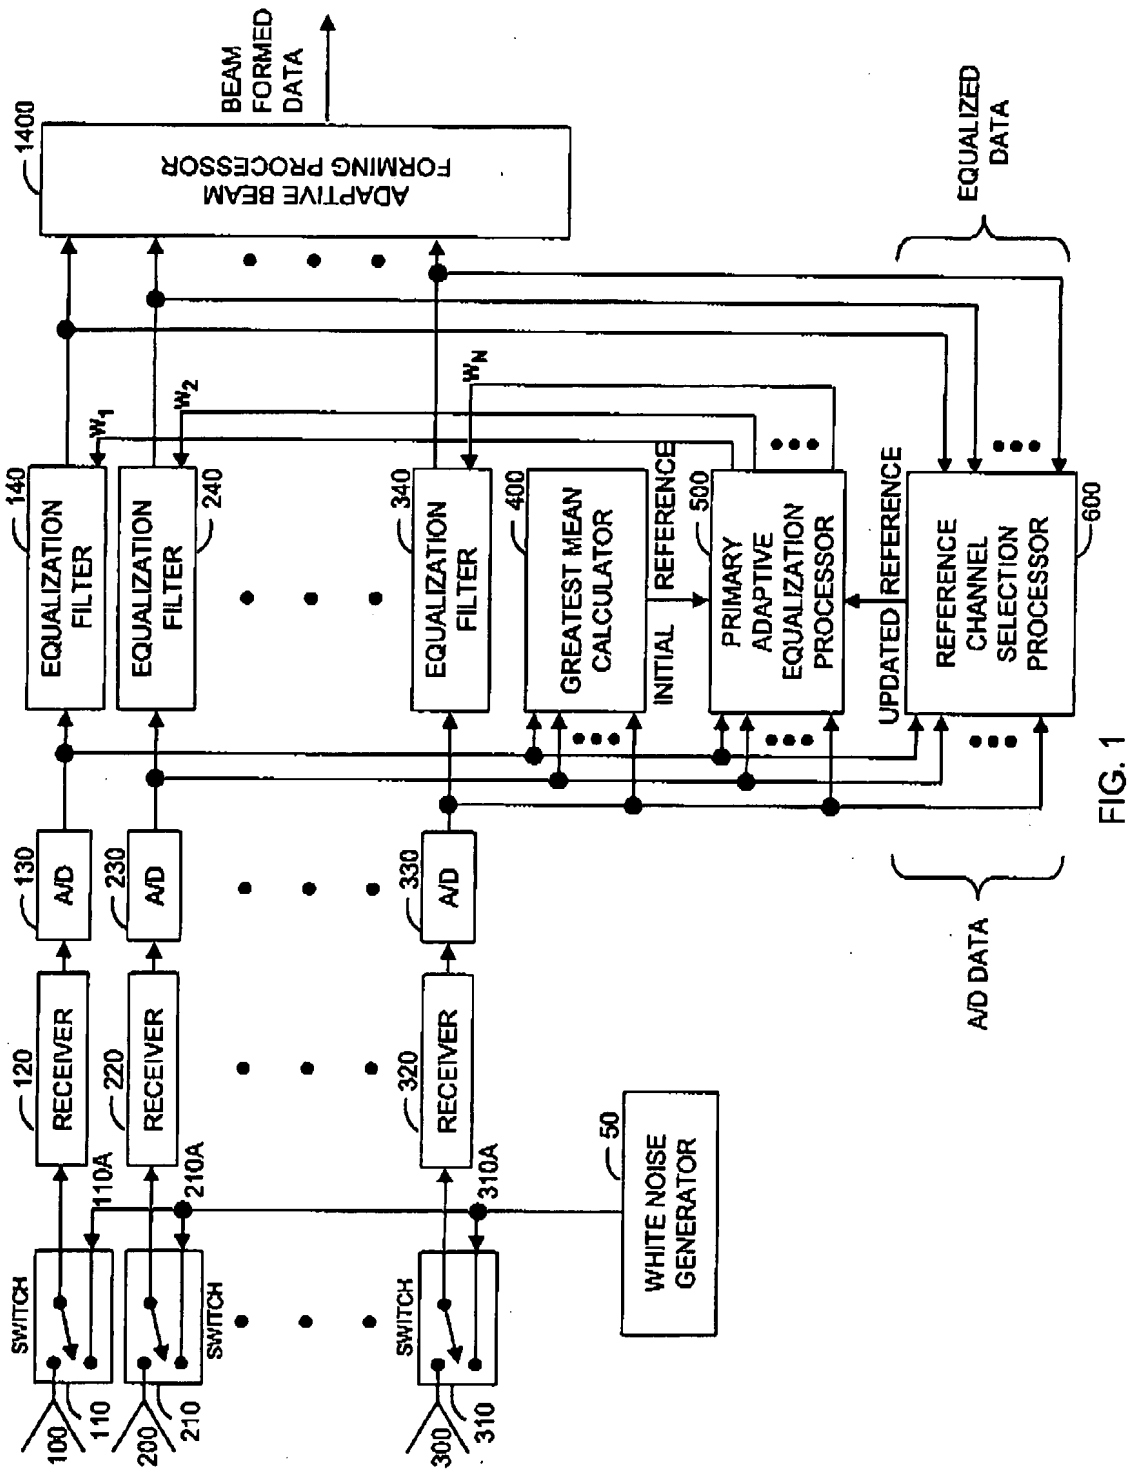 100
110
SWITCH
110A
120
RECEIVER
130
A/D
140
EQUALIZATION
FILTER
W1
1400
ADAPTIVE BEAM
FORMING PROCESSOR
BEAM
FORMED
DATA
200
210
SWITCH
210A
220
RECEIVER
230
A/D
240
EQUALIZATION
FILTER
W2
300
310
SWITCH
310A
320
RECEIVER
330
A/D
340
EQUALIZATION
FILTER
WN
400
GREATEST MEAN
CALCULATOR
INITIAL REFERENCE
50
WHITE NOISE
GENERATOR
500
PRIMARY
ADAPTIVE
EQUALIZATION
PROCESSOR
UPDATED REFERENCE
600
REFERENCE
CHANNEL
SELECTION
PROCESSOR
A/D DATA
EQUALIZED
DATA
FIG. 1